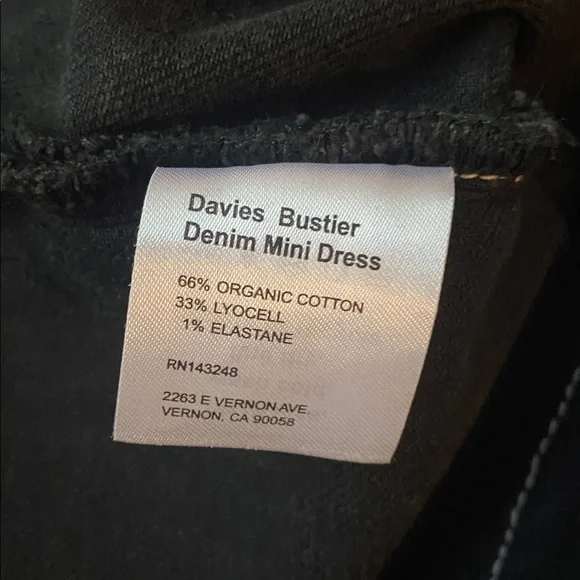 Davies Bustier
Denim Mini Dress
66% ORGANIC COTTON
33% LYOCELL
1% ELASTANE
RN143248
2263 E VERNON AVE.
VERNON, CA 90058